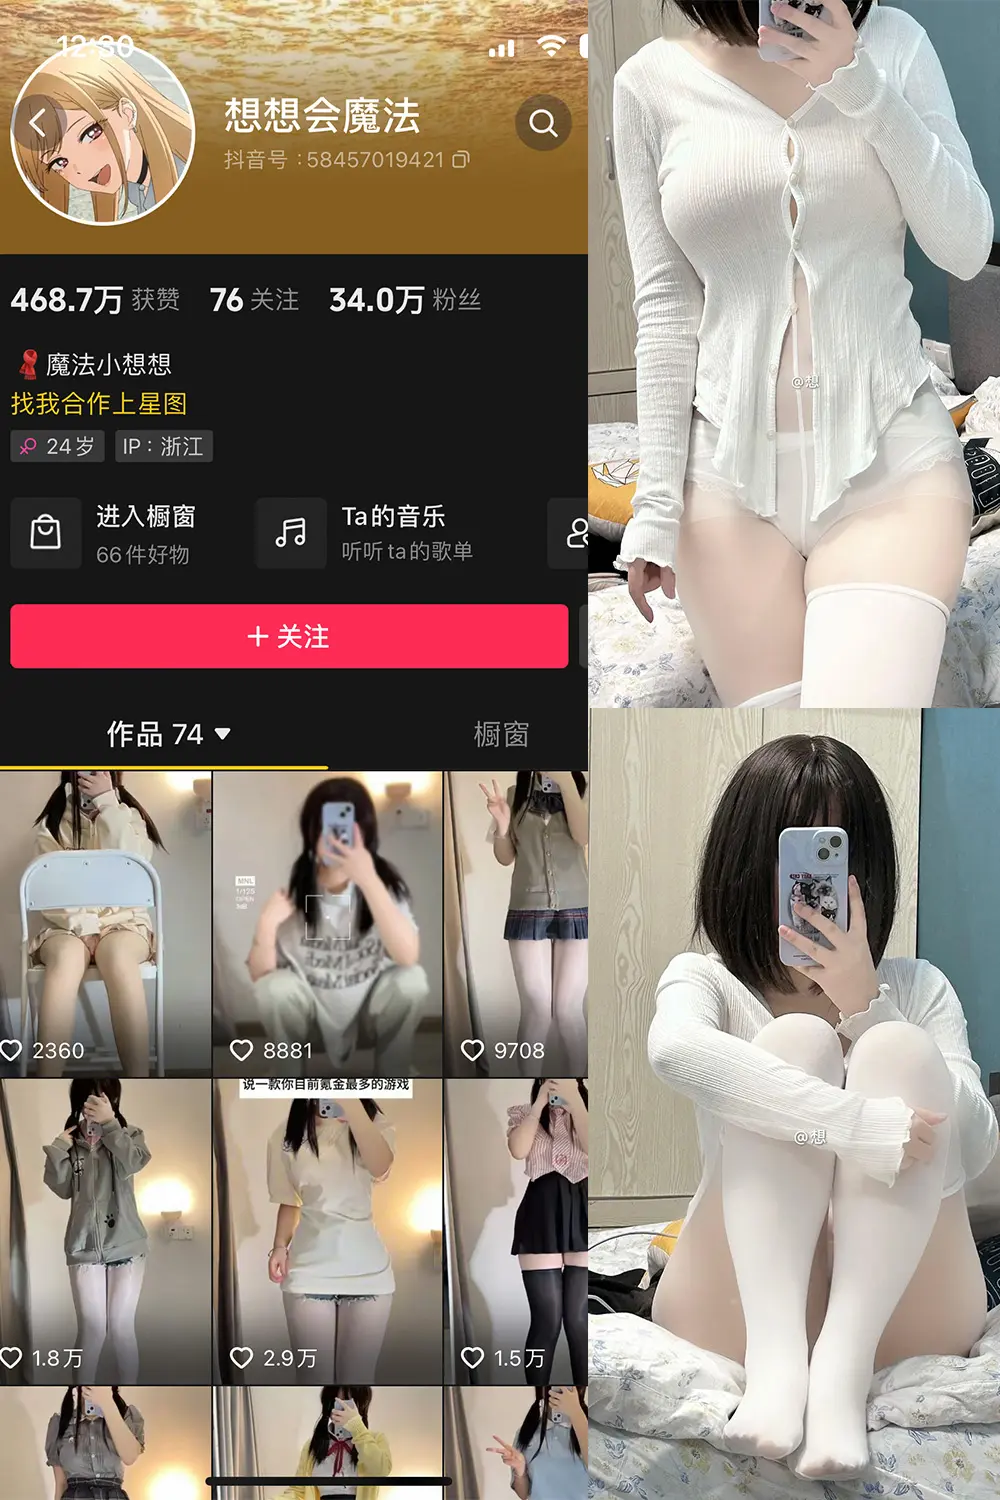 12:30
想想会魔法
抖音号：58457019421
468.7万 获赞 76 关注 34.0万 粉丝
魔法小想想
找我合作上星图
24岁 IP：浙江
进入橱窗
66件好物
Ta的音乐
听听ta的歌单
+ 关注
作品 74
橱窗
MNL
1/125
2360
8881
9708
说一款你目前氪金最多的游戏
1.8万
2.9万
1.5万
@想
@想